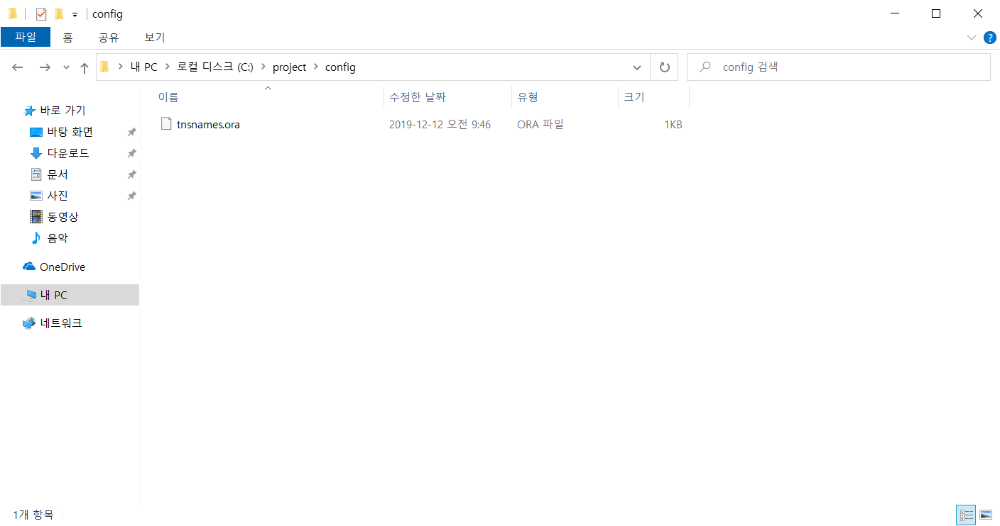 config
파일 홈 공유 보기
내 PC 로컬 디스크 (C:) project config
config 검색
이름 수정한 날짜 유형 크기
tnsnames.ora 2019-12-12 오전 9:46 ORA 파일 1KB
바로 가기
바탕 화면
다운로드
문서
사진
동영상
음악
OneDrive
내 PC
네트워크
1개 항목